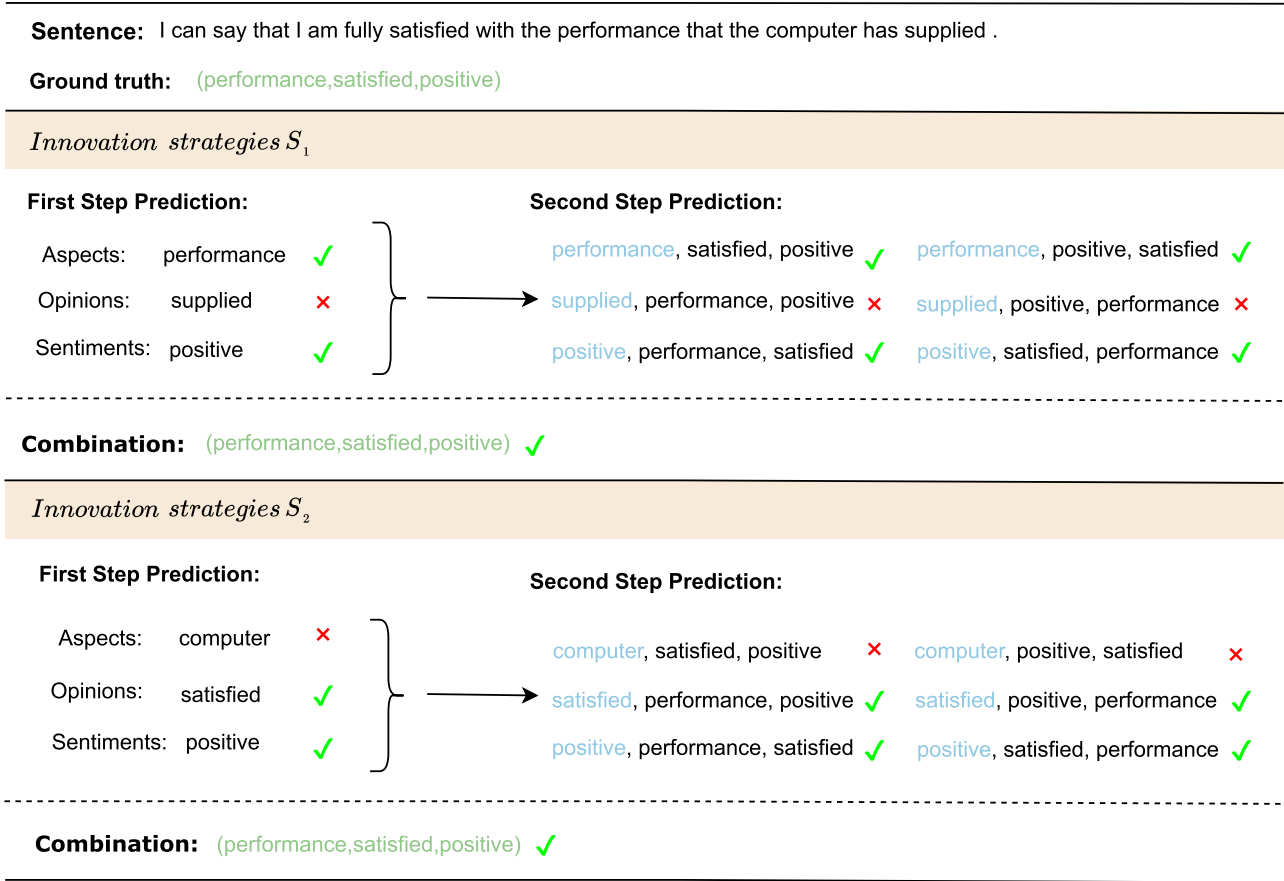 Sentence: I can say that I am fully satisfied with the performance that the computer has supplied .
Ground truth: (performance,satisfied,positive)
Innovation strategies S1
First Step Prediction:
Second Step Prediction:
Aspects: performance ✓
performance, satisfied, positive ✓
performance, positive, satisfied ✓
Opinions: supplied ×
supplied, performance, positive ×
supplied, positive, performance ×
Sentiments: positive ✓
positive, performance, satisfied ✓
positive, satisfied, performance ✓
Combination: (performance,satisfied,positive) ✓
Innovation strategies S2
First Step Prediction:
Second Step Prediction:
Aspects: computer ×
computer, satisfied, positive ×
computer, positive, satisfied ×
Opinions: satisfied ✓
satisfied, performance, positive ✓
satisfied, positive, performance ✓
Sentiments: positive ✓
positive, performance, satisfied ✓
positive, satisfied, performance ✓
Combination: (performance,satisfied,positive) ✓